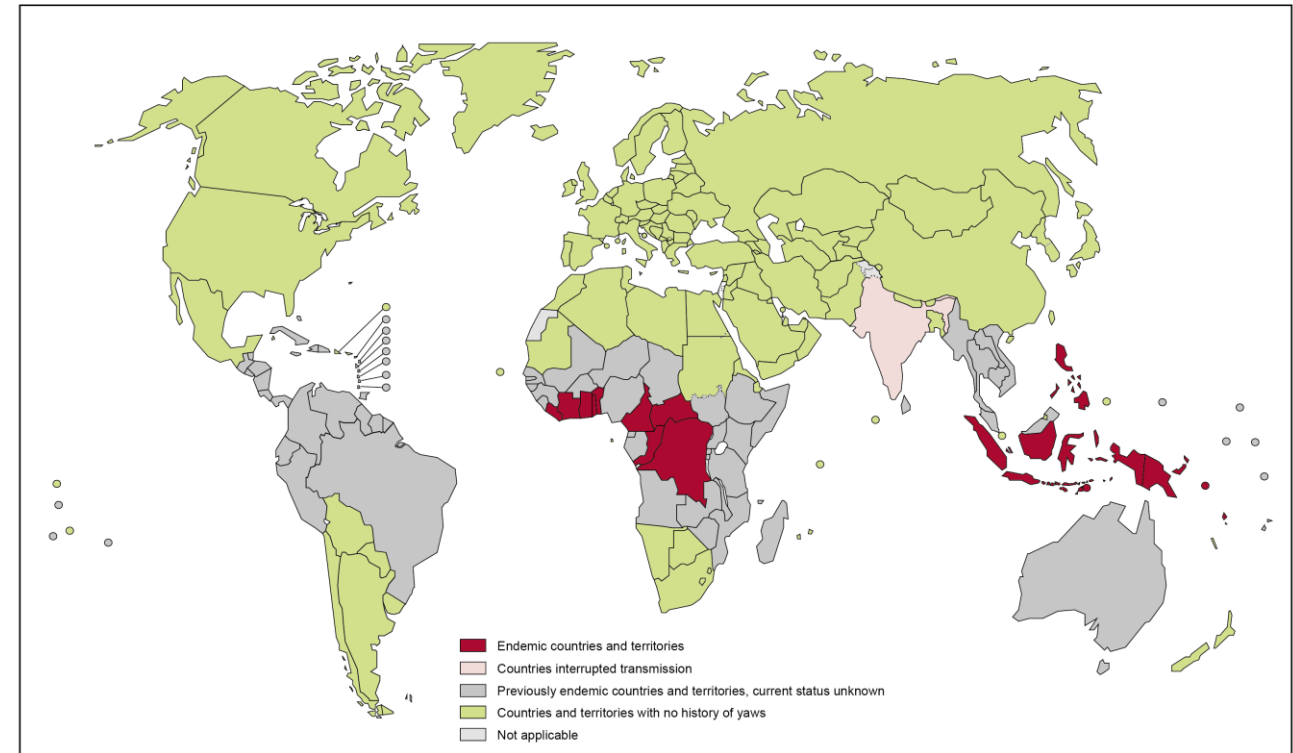 Endemic countries and territories
Countries interrupted transmission
Previously endemic countries and territories, current status unknown
Countries and territories with no history of yaws
Not applicable